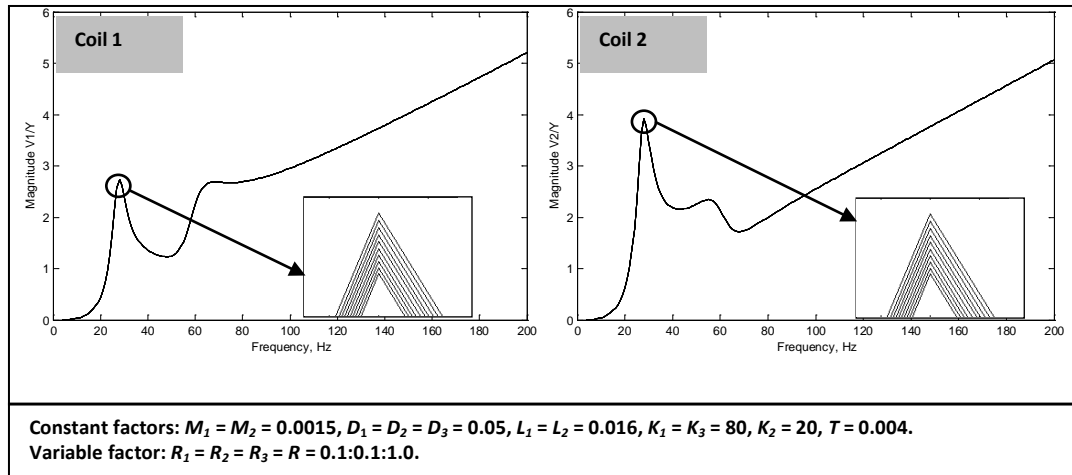 Coil 1
Magnitude V1/Y
6
5
4
3
2
1
0
0 20 40 60 80 100 120 140 160 180 200
Frequency, Hz
Coil 2
Magnitude V2/Y
6
5
4
3
2
1
0
0 20 40 60 80 100 120 140 160 180 200
Frequency, Hz
Constant factors: M₁ = M₂ = 0.0015, D₁ = D₂ = D₃ = 0.05, L₁ = L₂ = 0.016, K₁ = K₃ = 80, K₂ = 20, T = 0.004.
Variable factor: R₁ = R₂ = R₃ = R = 0.1:0.1:1.0.